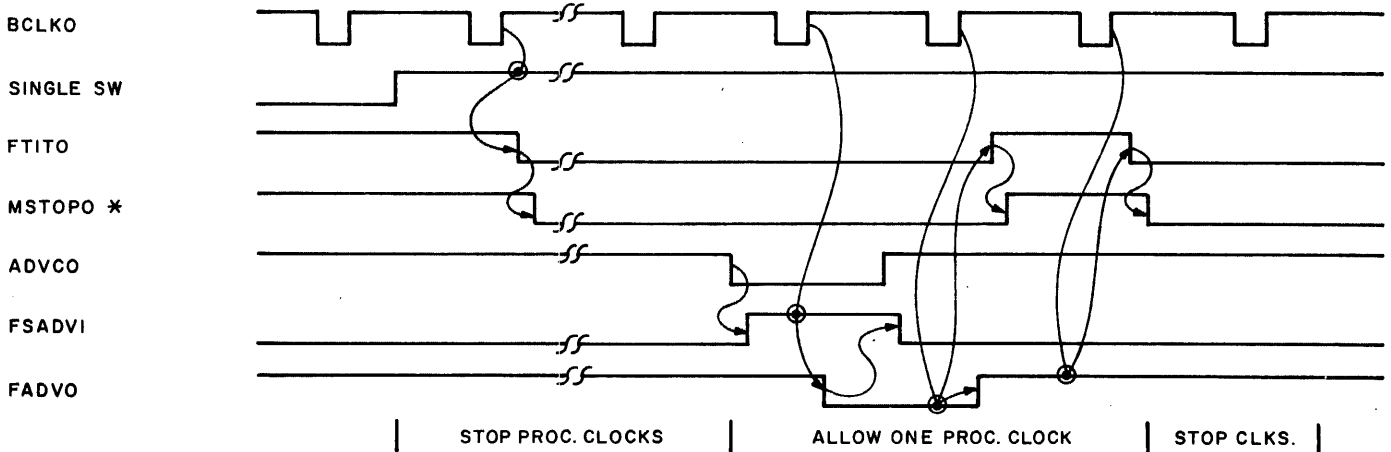 BCLKO
SINGLE SW
FTITO
MSTOPO *
ADVCO
FSADVI
FADVO
STOP PROC. CLOCKS
ALLOW ONE PROC. CLOCK
STOP CLKS.